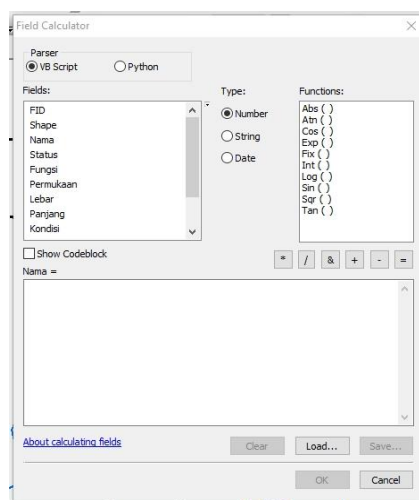 Field Calculator
Parser
VB Script Python
Fields: Type: Functions:
FID
Shape
Nama
Status
Fungsi
Permukaan
Lebar
Panjang
Kondisi
Number
String
Date
Abs ( )
Atn ( )
Cos ( )
Exp ( )
Fix ( )
Int ( )
Log ( )
Sin ( )
Sqr ( )
Tan ( )
Show Codeblock
* / & + - =
Nama =
About calculating fields Clear Load... Save...
OK Cancel